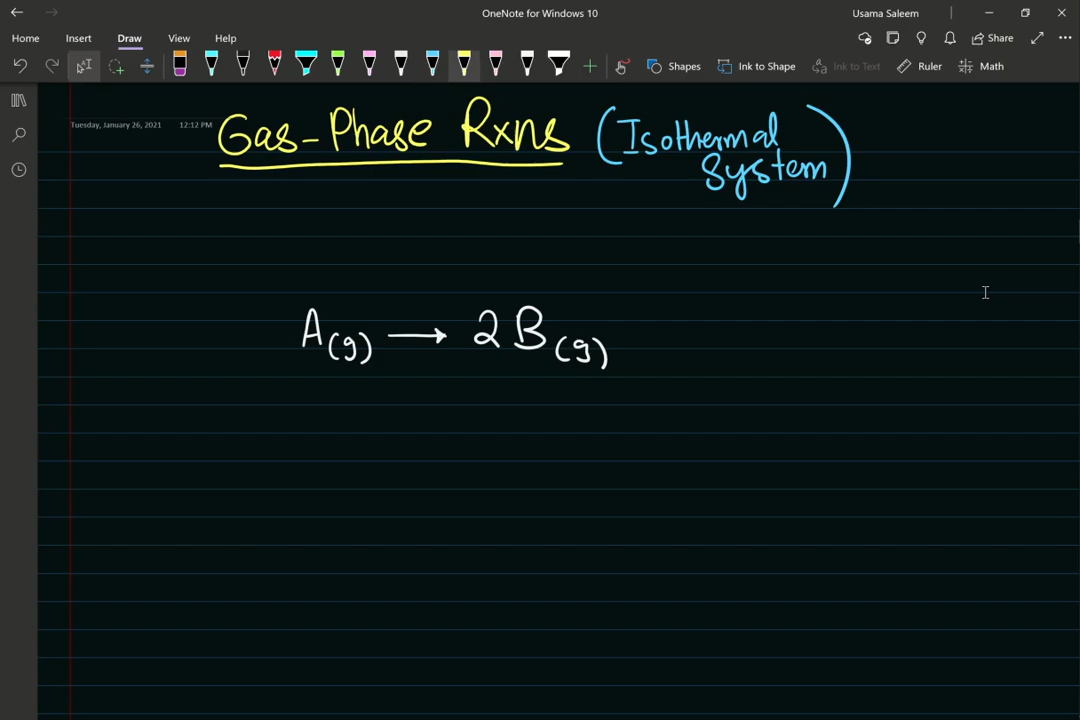 OneNote for Windows 10
Usama Saleem
Home Insert Draw View Help
Share
Shapes Ink to Shape Ink to Text Ruler Math
Tuesday, January 26, 2021 12:12 PM
Gas-Phase Rxns (Isothermal
System)
A(g) → 2B(g)